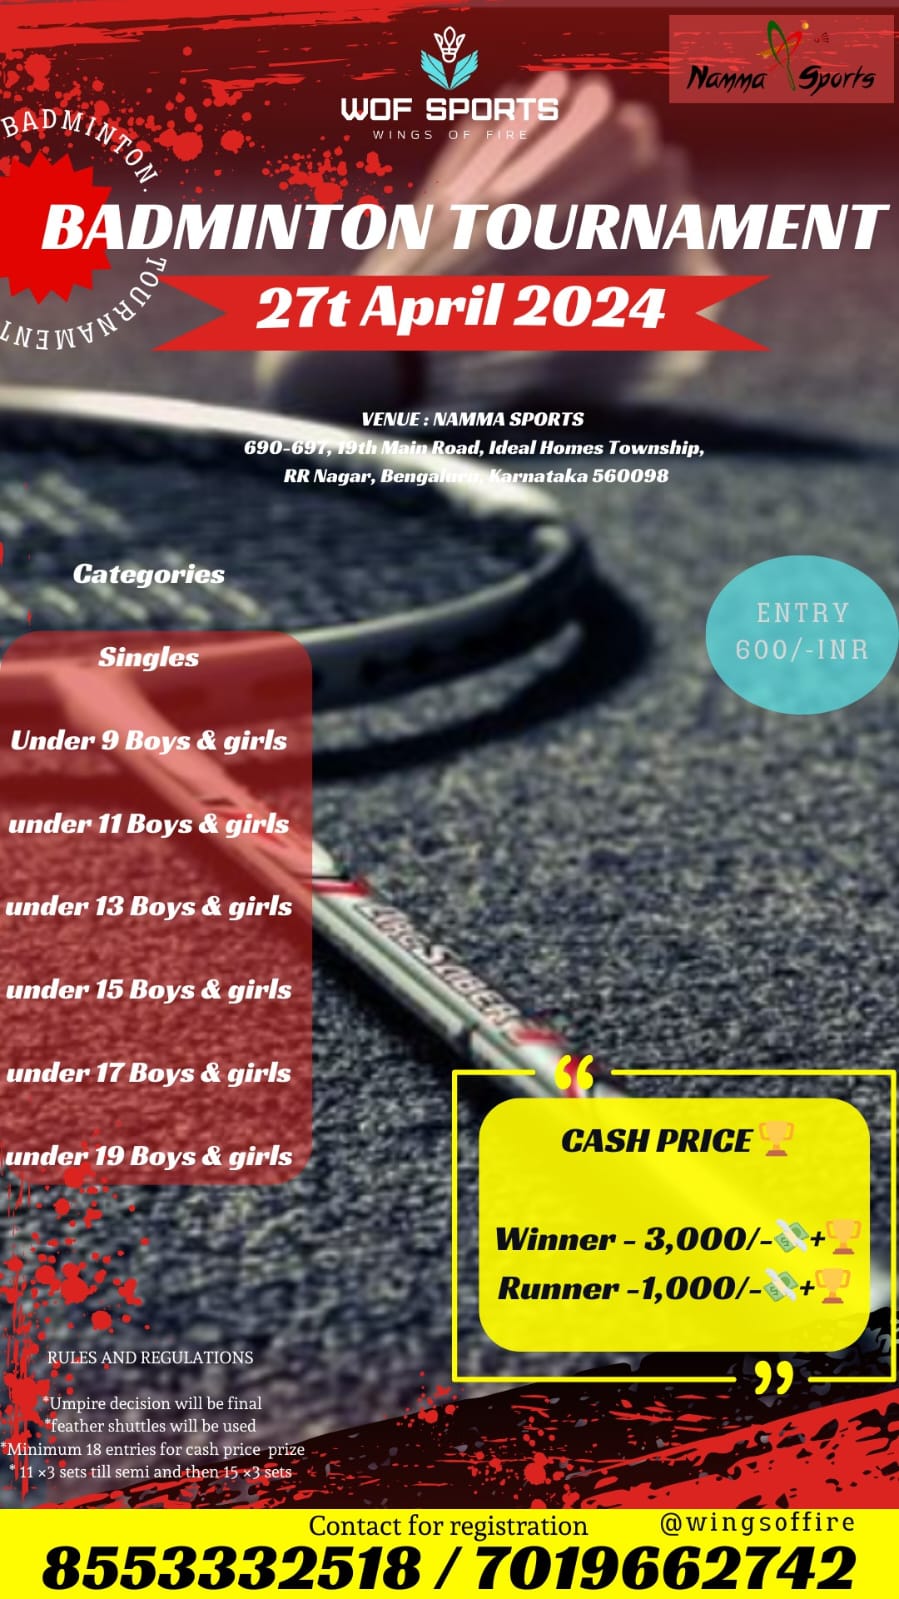 WOF SPORTS
WINGS OF FIRE
Namma Sports
BADMINTON. TOURNAMENT
BADMINTON TOURNAMENT
27t April 2024
VENUE : NAMMA SPORTS
690-697, 19th Main Road, Ideal Homes Township,
RR Nagar, Bengaluru, Karnataka 560098
Categories
ENTRY
600/-INR
Singles
Under 9 Boys & girls
under 11 Boys & girls
under 13 Boys & girls
under 15 Boys & girls
under 17 Boys & girls
under 19 Boys & girls
CASH PRICE 🏆
Winner - 3,000/-💸+🏆
Runner -1,000/-💸+🏆
RULES AND REGULATIONS
*Umpire decision will be final
*feather shuttles will be used
*Minimum 18 entries for cash price prize
* 11 ×3 sets till semi and then 15 ×3 sets
Contact for registration
@wingsoffire
8553332518 / 7019662742